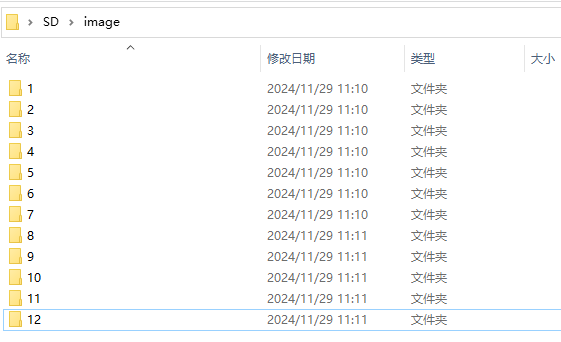 SD > image
名称 修改日期 类型 大小
1 2024/11/29 11:10 文件夹
2 2024/11/29 11:10 文件夹
3 2024/11/29 11:10 文件夹
4 2024/11/29 11:10 文件夹
5 2024/11/29 11:10 文件夹
6 2024/11/29 11:10 文件夹
7 2024/11/29 11:10 文件夹
8 2024/11/29 11:11 文件夹
9 2024/11/29 11:11 文件夹
10 2024/11/29 11:11 文件夹
11 2024/11/29 11:11 文件夹
12 2024/11/29 11:11 文件夹